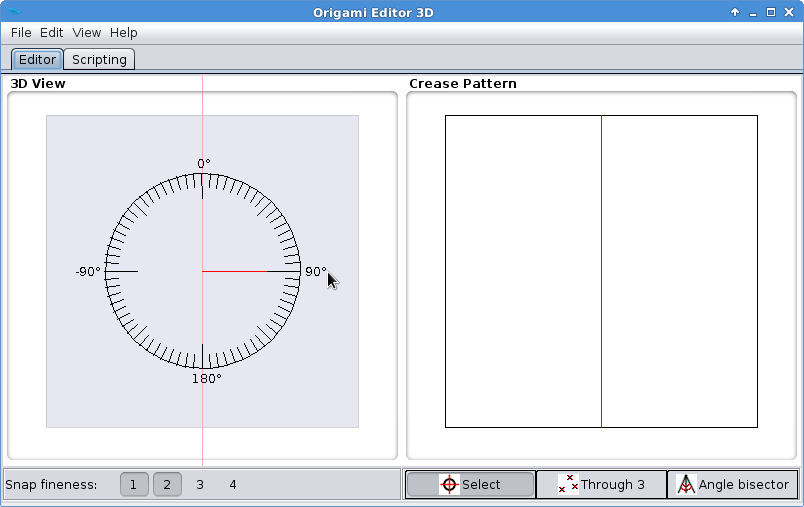 Origami Editor 3D
File Edit View Help
Editor Scripting
3D View Crease Pattern
0°
-90° 90°
180°
Snap fineness: 1 2 3 4 Select Through 3 Angle bisector